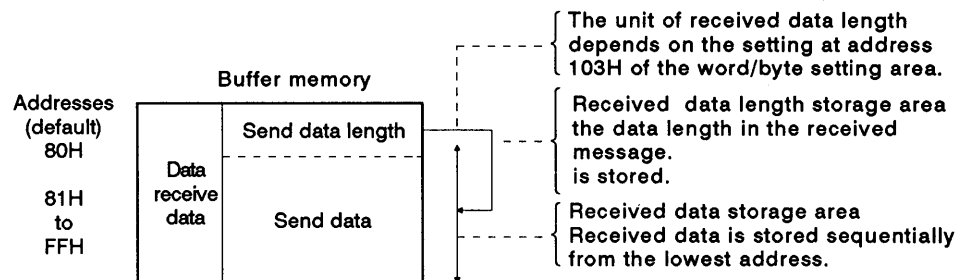 The unit of received data length
depends on the setting at address
103H of the word/byte setting area.
Buffer memory
Addresses
(default)
80H
81H
to
FFH
Data
receive
data
Send data length
Send data
Received data length storage area
the data length in the received
message.
is stored.
Received data storage area
Received data is stored sequentially
from the lowest address.